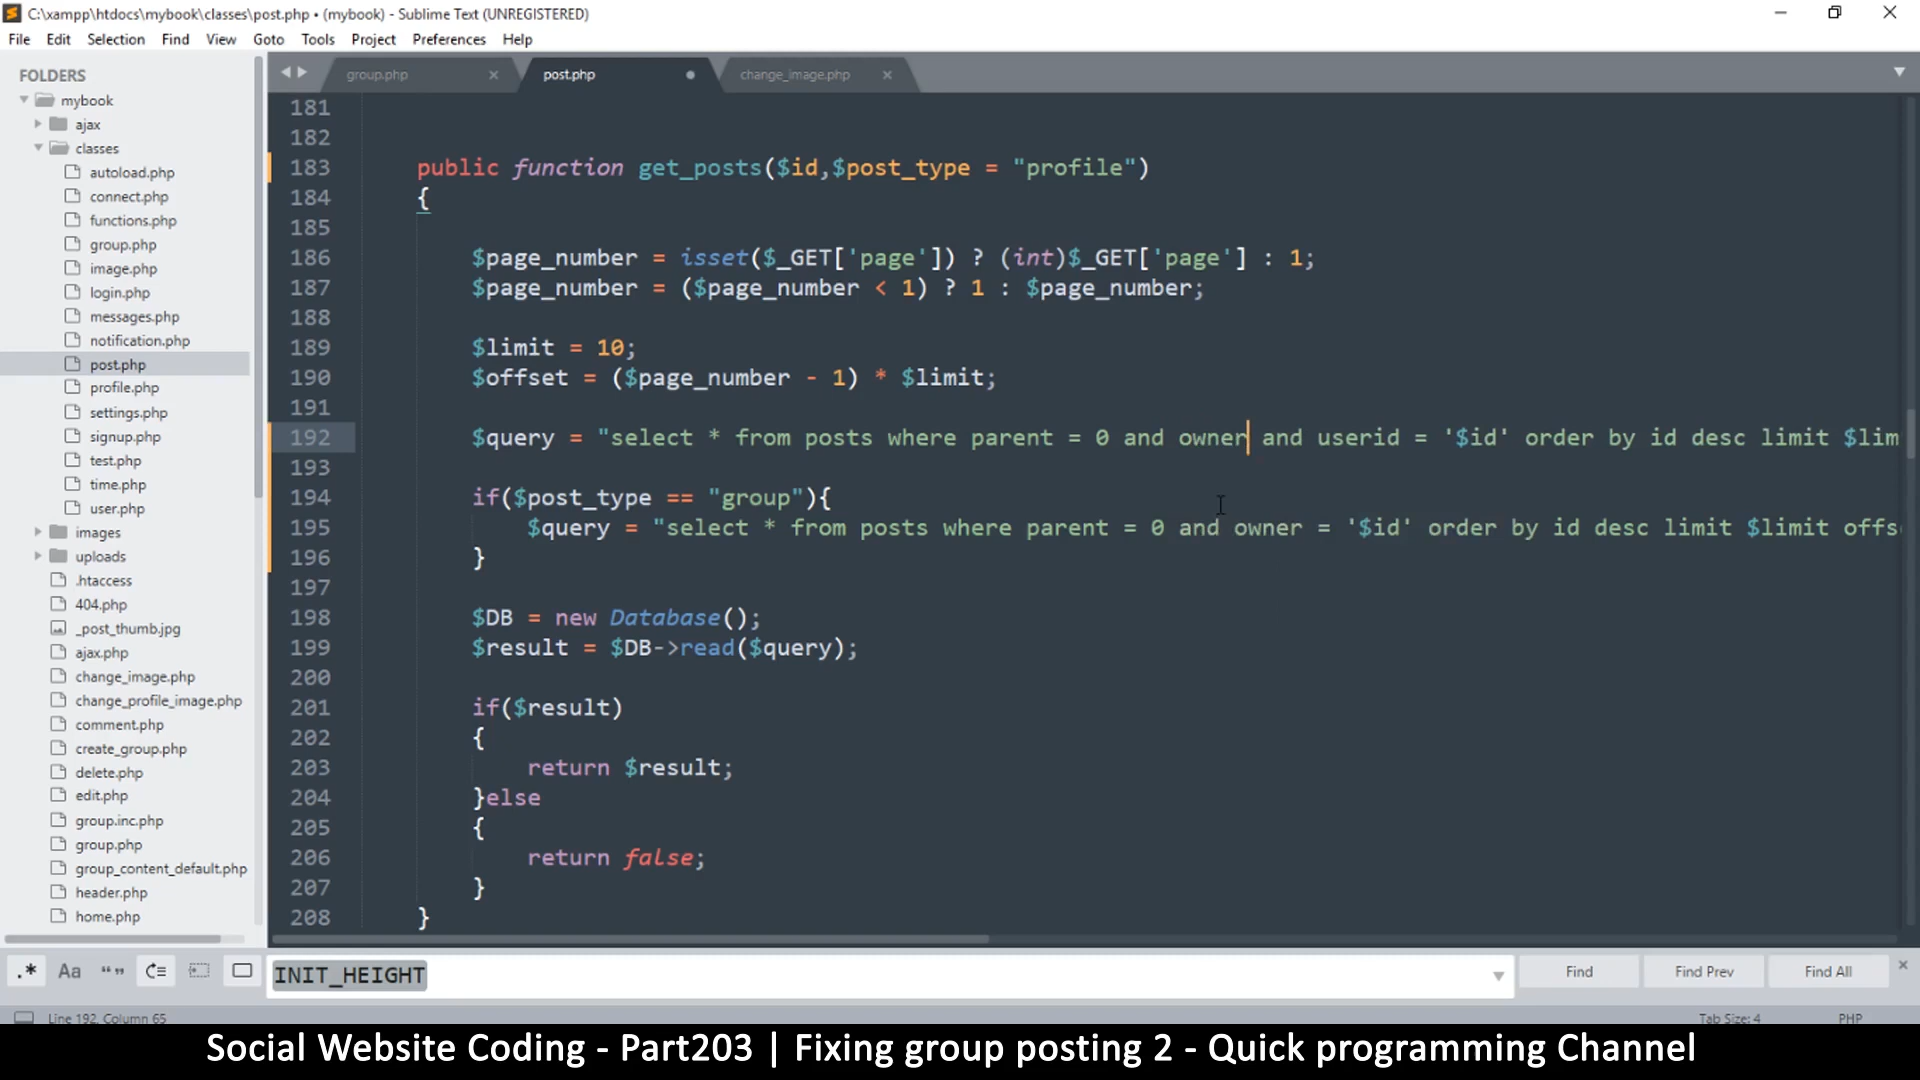 C:\xampp\htdocs\mybook\classes\post.php • (mybook) - Sublime Text (UNREGISTERED)
File Edit Selection Find View Goto Tools Project Preferences Help
FOLDERS
mybook
ajax
classes
autoload.php
connect.php
functions.php
group.php
image.php
login.php
messages.php
notification.php
post.php
profile.php
settings.php
signup.php
test.php
time.php
user.php
images
uploads
.htaccess
404.php
_post_thumb.jpg
ajax.php
change_image.php
change_profile_image.php
comment.php
create_group.php
delete.php
edit.php
group.inc.php
group.php
group_content_default.php
header.php
home.php
group.php post.php change_image.php
181
182
183 public function get_posts($id,$post_type = "profile")
184 {
185
186 $page_number = isset($_GET['page']) ? (int)$_GET['page'] : 1;
187 $page_number = ($page_number < 1) ? 1 : $page_number;
188
189 $limit = 10;
190 $offset = ($page_number - 1) * $limit;
191
192 $query = "select * from posts where parent = 0 and owner and userid = '$id' order by id desc limit $lim
193
194 if($post_type == "group"){
195 $query = "select * from posts where parent = 0 and owner = '$id' order by id desc limit $limit offs
196 }
197
198 $DB = new Database();
199 $result = $DB->read($query);
200
201 if($result)
202 {
203 return $result;
204 }else
205 {
206 return false;
207 }
208 }
.* Aa “” INIT_HEIGHT Find Find Prev Find All
Line 192, Column 65 Tab Size: 4 PHP
Social Website Coding - Part203 | Fixing group posting 2 - Quick programming Channel